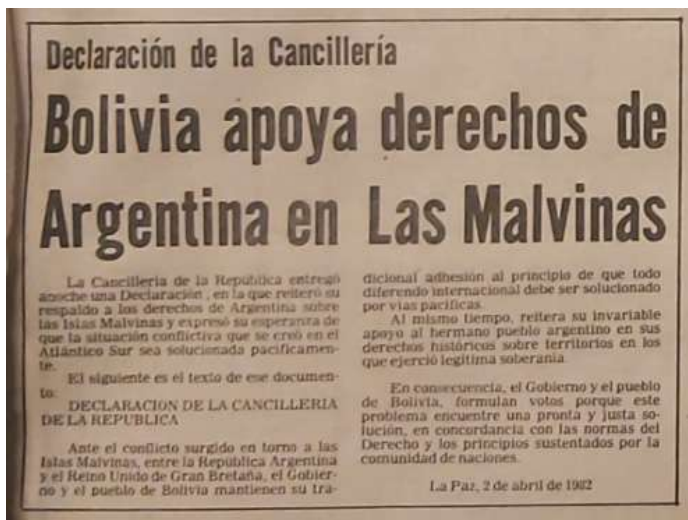 Declaración de la Cancillería
Bolivia apoya derechos de
Argentina en Las Malvinas
La Cancillería de la República entregó
anoche una Declaración, en la que reiteró su
respaldo a los derechos de Argentina sobre
las Islas Malvinas y expresó su esperanza de
que la situación conflictiva que se creó en el
Atlántico Sur sea solucionada pacíficamen-
te.
El siguiente es el texto de ese documen-
to:
DECLARACION DE LA CANCILLERIA
DE LA REPUBLICA
Ante el conflicto surgido en torno a las
Islas Malvinas, entre la República Argentina
y el Reino Unido de Gran Bretaña, el Gobier-
no y el pueblo de Bolivia mantienen su tra-
dicional adhesión al principio de que todo
diferendo internacional debe ser solucionado
por vías pacíficas.
Al mismo tiempo, reitera su invariable
apoyo al hermano pueblo argentino en sus
derechos históricos sobre territorios en los
que ejerció legítima soberanía.
En consecuencia, el Gobierno y el pueblo
de Bolivia, formulan votos porque este
problema encuentre una pronta y justa so-
lución, en concordancia con las normas del
Derecho y los principios sustentados por la
comunidad de naciones.
La Paz, 2 de abril de 1982